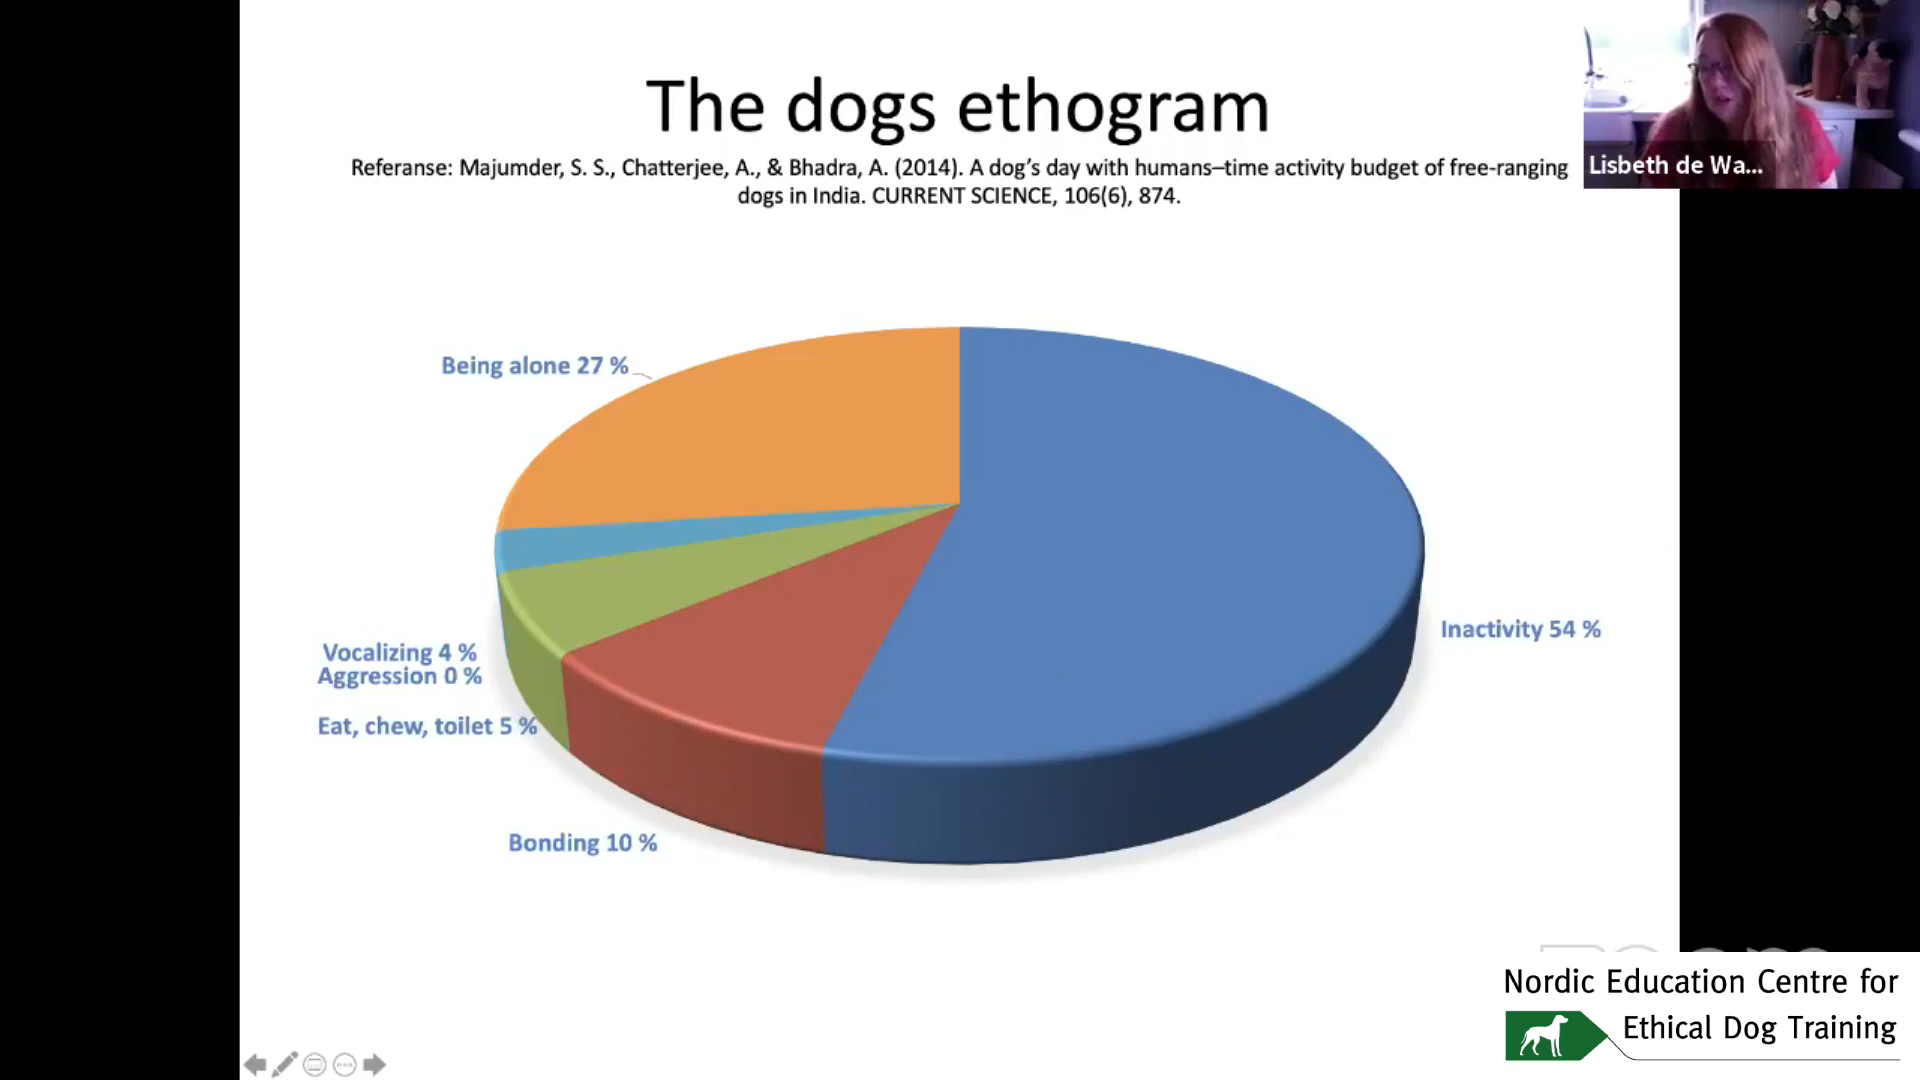 The dogs ethogram
Referanse: Majumder, S. S., Chatterjee, A., & Bhadra, A. (2014). A dog’s day with humans–time activity budget of free-ranging
dogs in India. CURRENT SCIENCE, 106(6), 874.
Lisbeth de Wa...
Being alone 27 %
Inactivity 54 %
Vocalizing 4 %
Aggression 0 %
Eat, chew, toilet 5 %
Bonding 10 %
Nordic Education Centre for
Ethical Dog Training